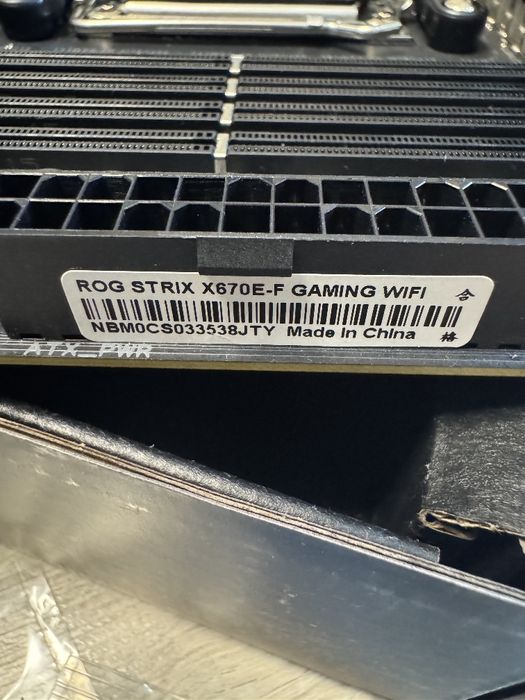 ROG STRIX X670E-F GAMING WIFI 合
NBM0CS033538JTY Made In China 格
ATX_PWR